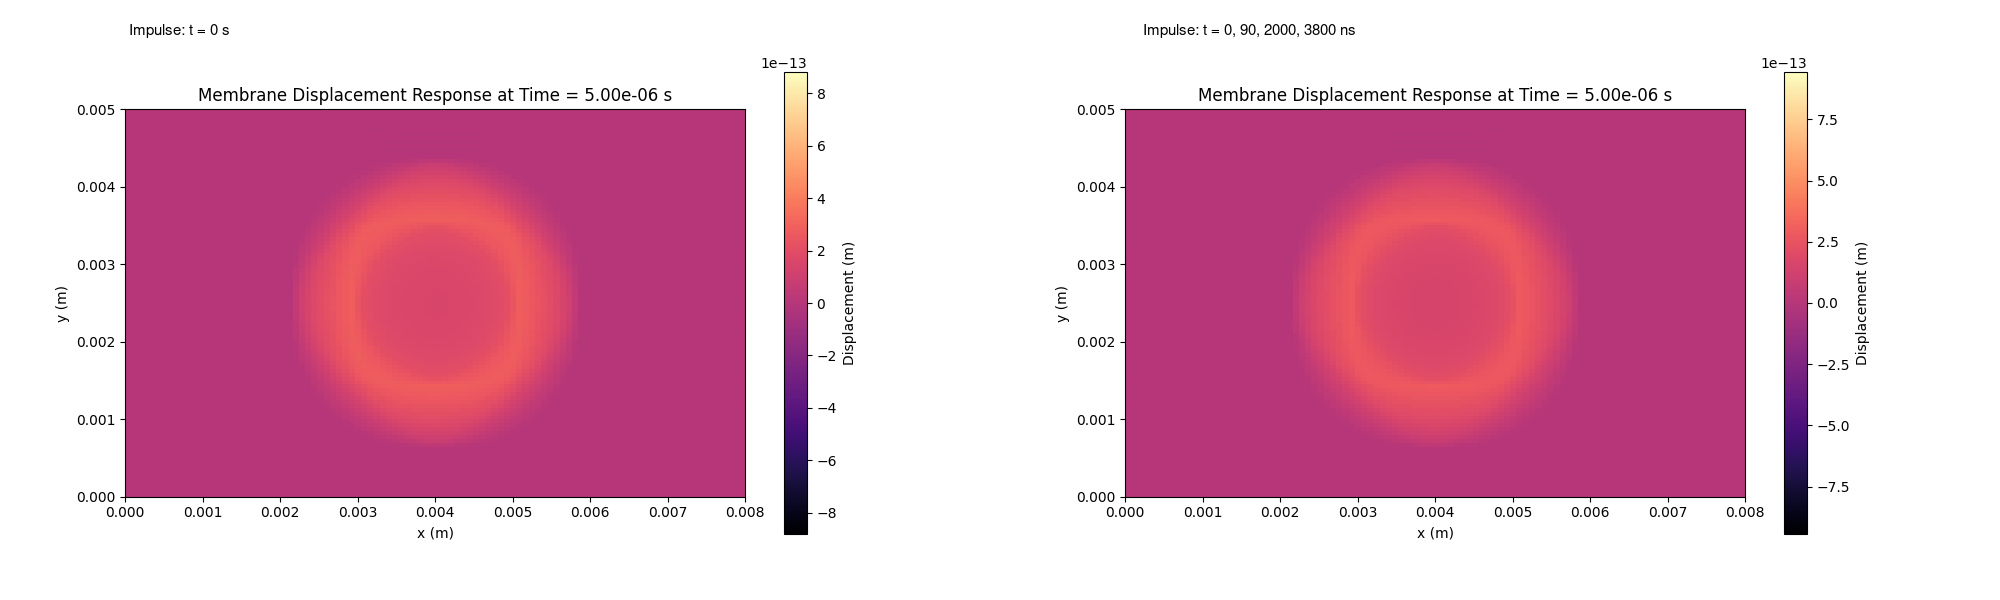 Impulse: t = 0 s
1e−13
Membrane Displacement Response at Time = 5.00e-06 s
0.005
0.004
0.003
0.002
0.001
0.000
y (m)
0.000 0.001 0.002 0.003 0.004 0.005 0.006 0.007 0.008
x (m)
8
6
4
2
0
−2
−4
−6
−8
Displacement (m)
Impulse: t = 0, 90, 2000, 3800 ns
1e−13
Membrane Displacement Response at Time = 5.00e-06 s
0.005
0.004
0.003
0.002
0.001
0.000
y (m)
0.000 0.001 0.002 0.003 0.004 0.005 0.006 0.007 0.008
x (m)
7.5
5.0
2.5
0.0
−2.5
−5.0
−7.5
Displacement (m)